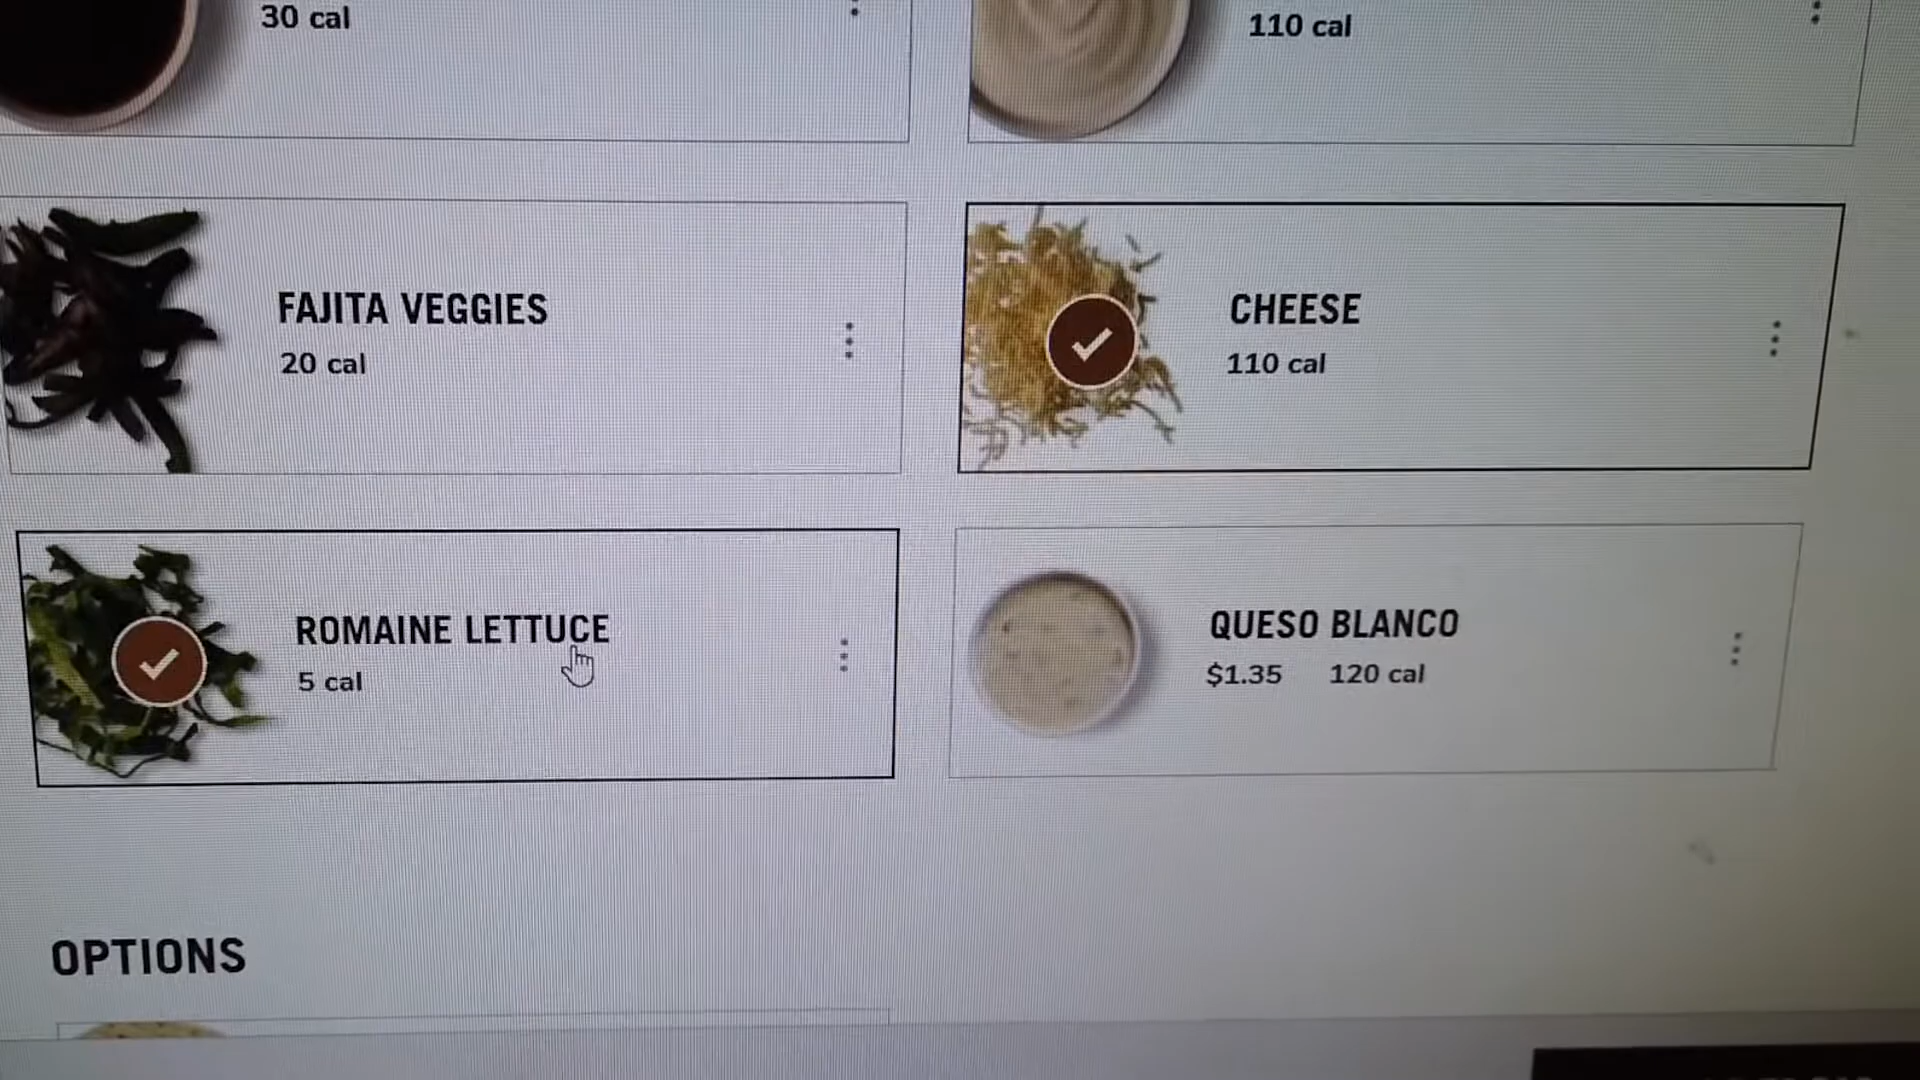 30 cal
110 cal
FAJITA VEGGIES
20 cal
CHEESE
110 cal
ROMAINE LETTUCE
5 cal
QUESO BLANCO
$1.35 120 cal
OPTIONS